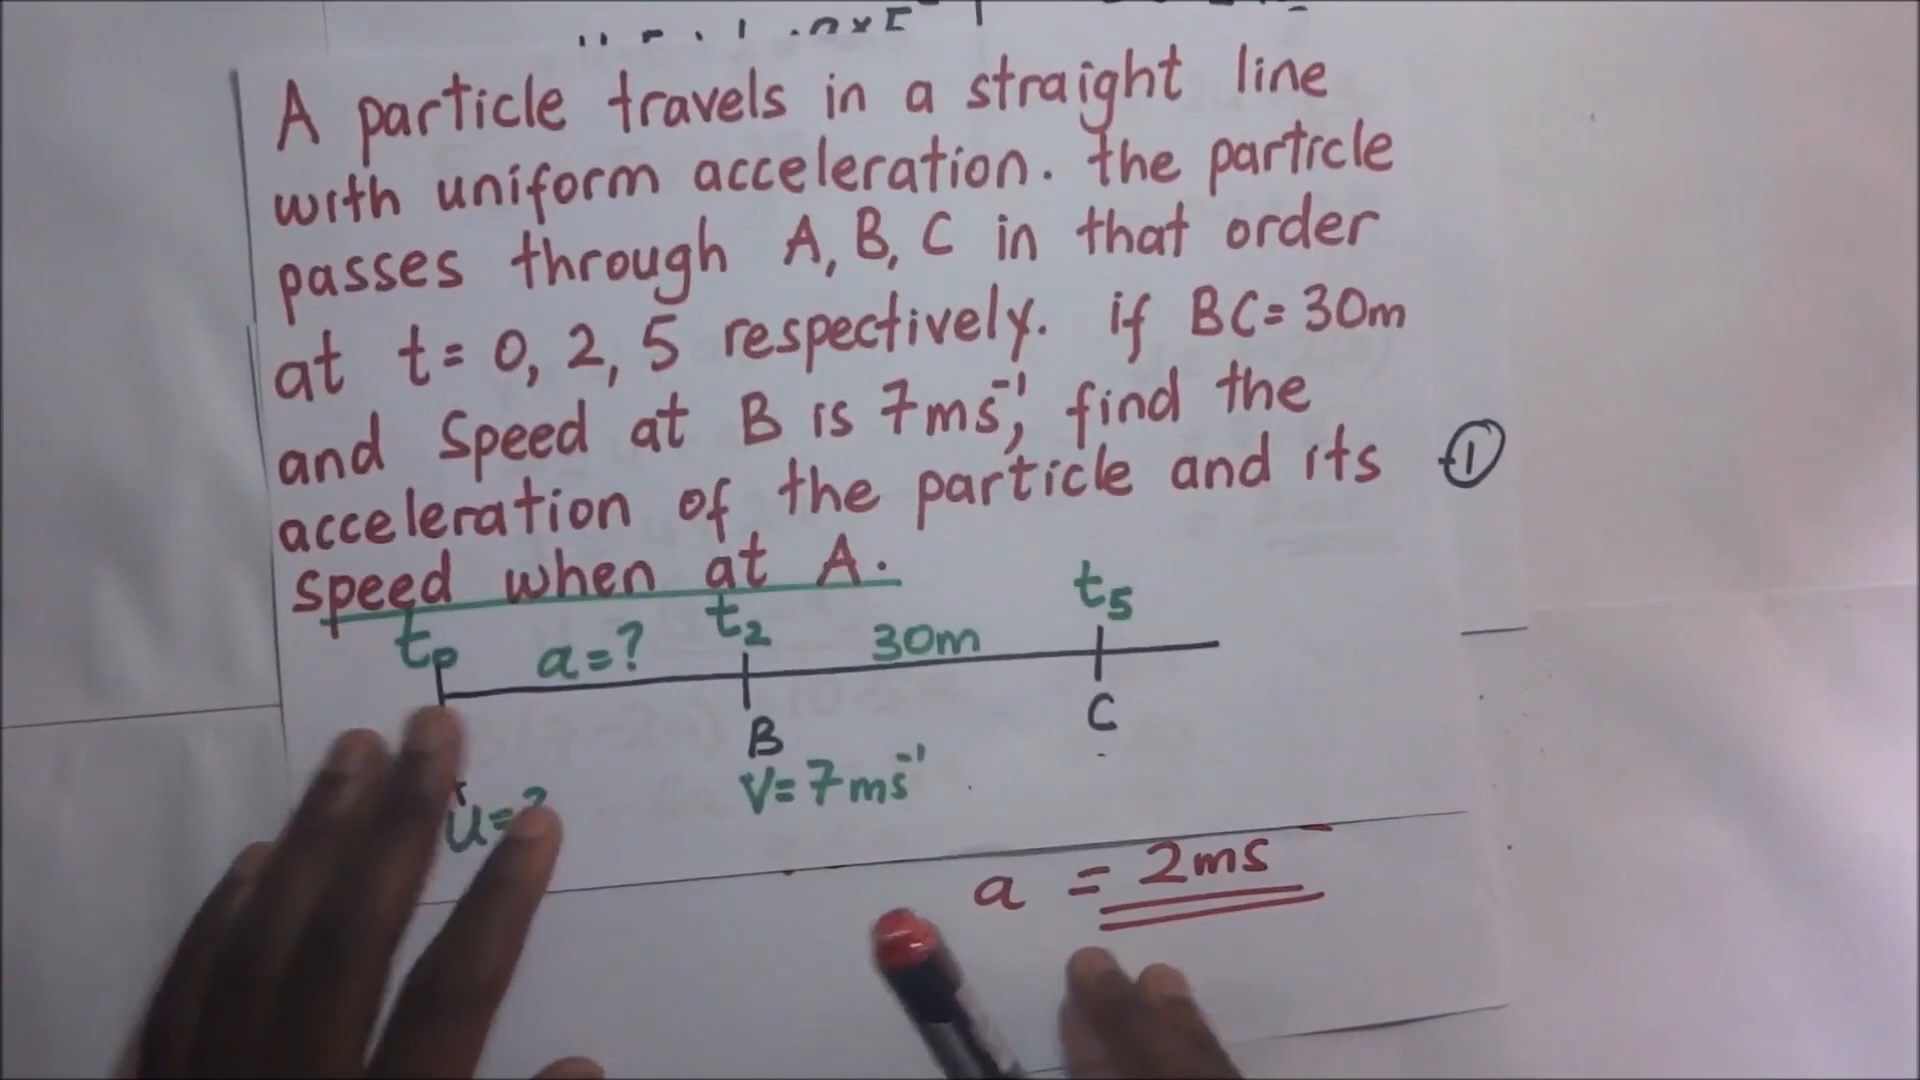 A particle travels in a straight line
with uniform acceleration. the particle
passes through A, B, C in that order
at t= 0, 2, 5 respectively. if BC= 30m
and Speed at B is 7ms⁻¹, find the
acceleration of the particle and its ①
speed when at A.
a=? t₂ 30m t₅
B C
u=? V= 7ms⁻¹
a = 2ms